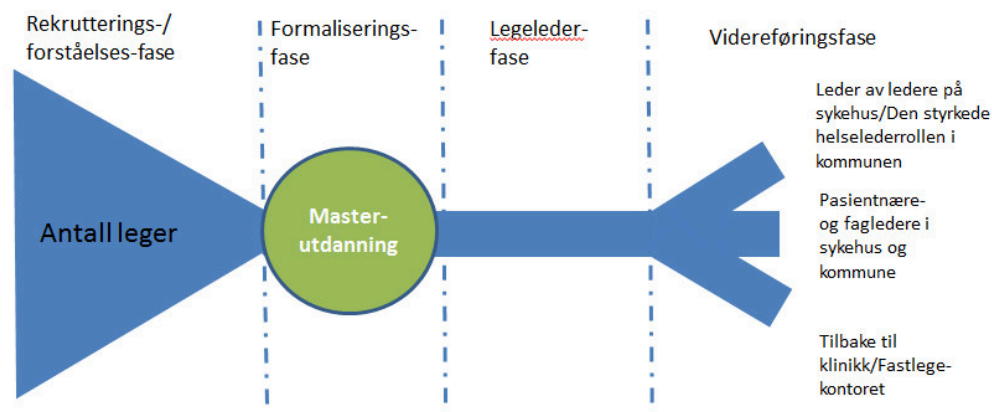 Rekrutterings-/
forståelses-fase
Formaliserings-
fase
Legeleder-
fase
Videreføringsfase
Antall leger
Master-
utdanning
Leder av ledere på
sykehus/Den styrkede
helselederrollen i
kommunen
Pasientnære-
og fagledere i
sykehus og
kommune
Tilbake til
klinikk/Fastlege-
kontoret